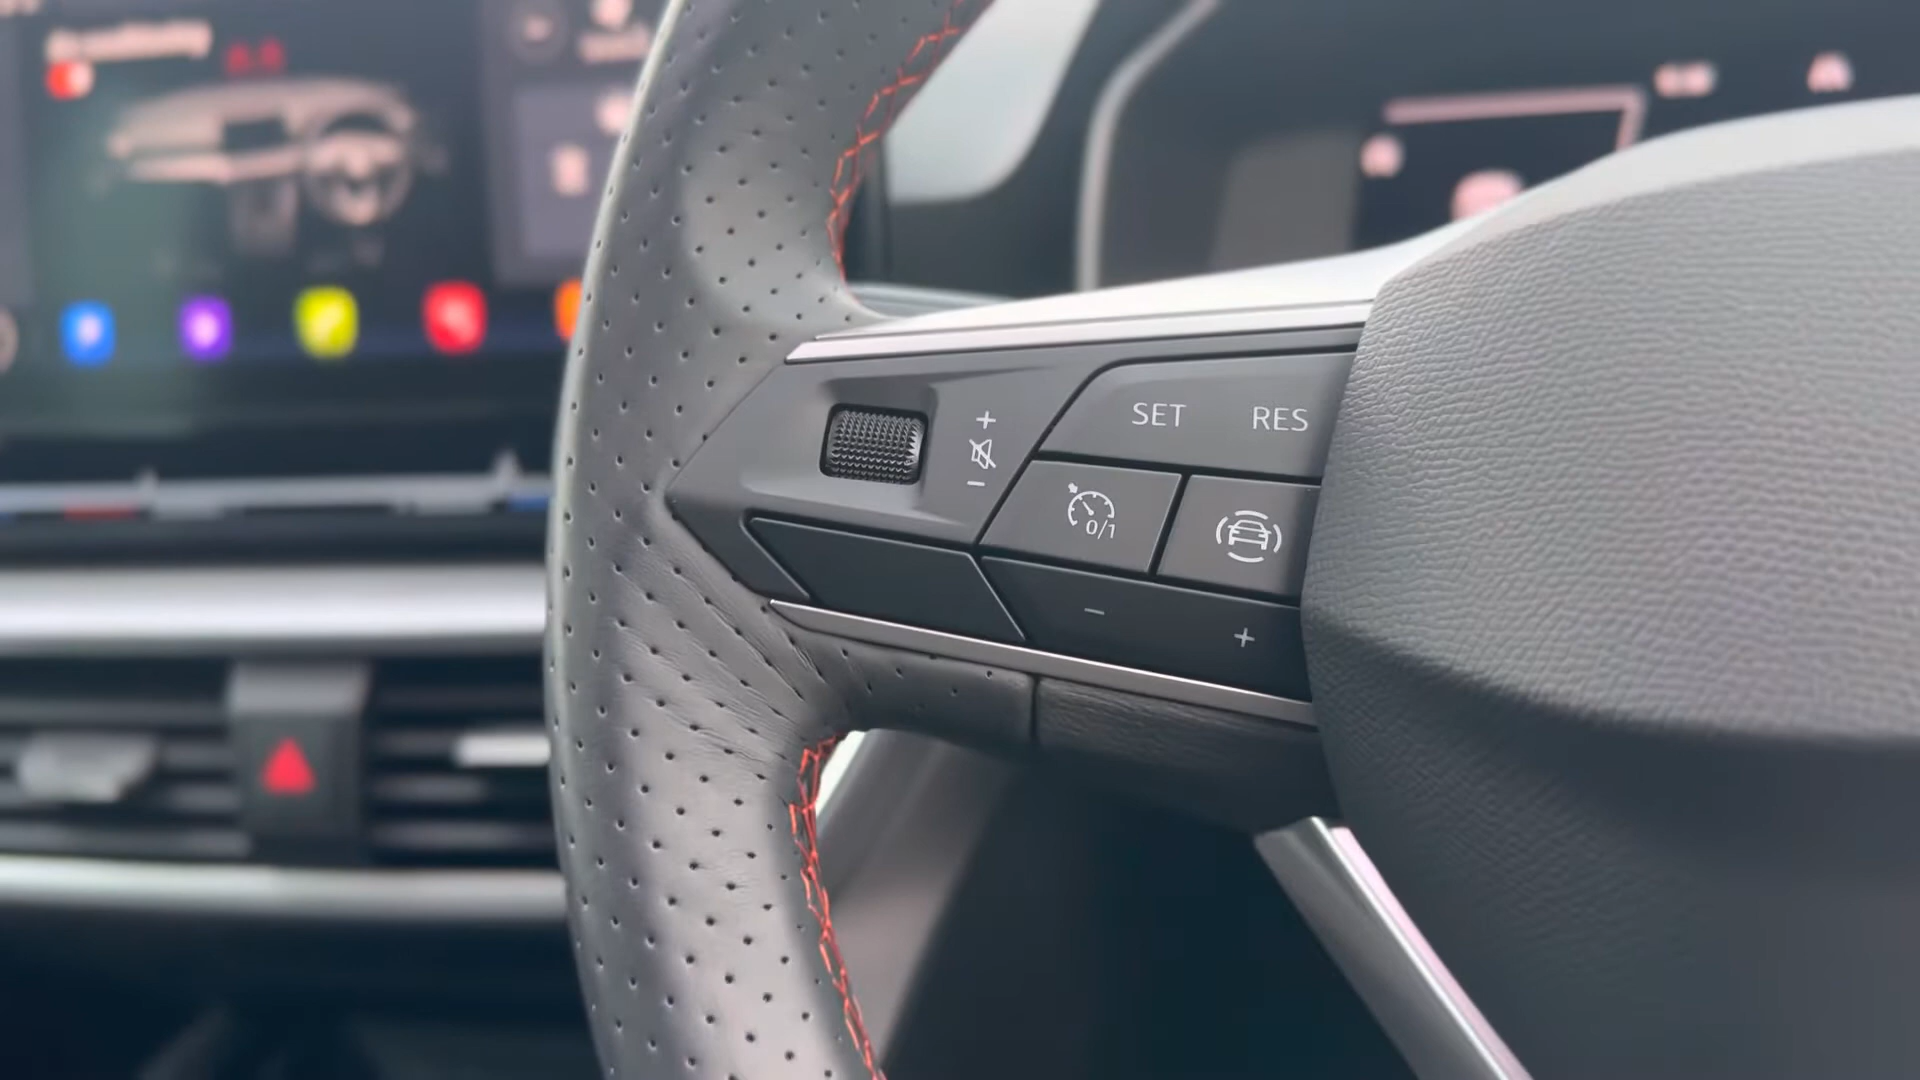 SET RES
+
-
0/1
- +